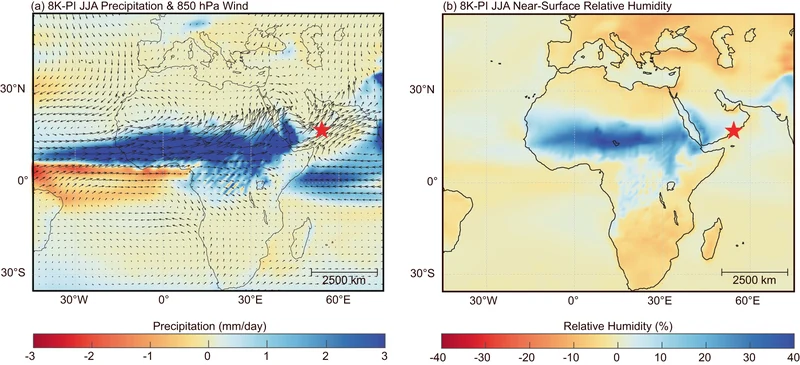 (a) 8K-PI JJA Precipitation & 850 hPa Wind
(b) 8K-PI JJA Near-Surface Relative Humidity
30°N
0°
30°S
2500 km
30°W
0°
30°E
60°E
30°N
0°
30°S
2500 km
30°W
0°
30°E
60°E
Precipitation (mm/day)
-3
-2
-1
0
1
2
3
Relative Humidity (%)
-40
-30
-20
-10
0
10
20
30
40